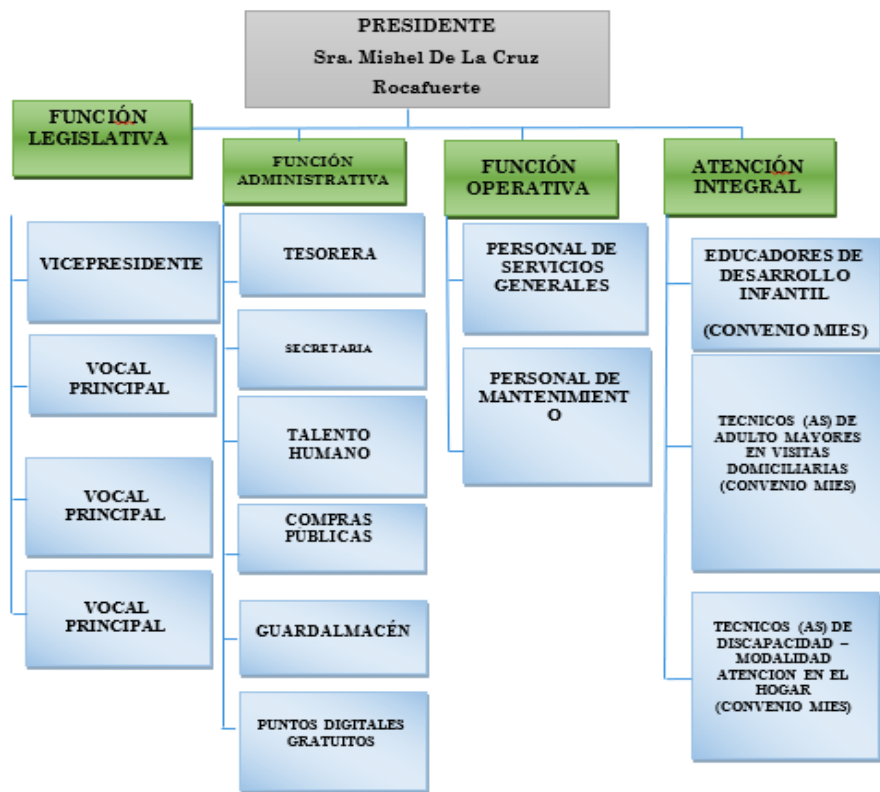 PRESIDENTE
Sra. Mishel De La Cruz
Rocafuerte
FUNCIÓN
LEGISLATIVA
FUNCIÓN
ADMINISTRATIVA
FUNCIÓN
OPERATIVA
ATENCIÓN
INTEGRAL
VICEPRESIDENTE
VOCAL
PRINCIPAL
VOCAL
PRINCIPAL
VOCAL
PRINCIPAL
TESORERA
SECRETARIA
TALENTO
HUMANO
COMPRAS
PÚBLICAS
GUARDALMACÉN
PUNTOS DIGITALES
GRATUITOS
PERSONAL DE
SERVICIOS
GENERALES
PERSONAL DE
MANTENIMIENT
O
EDUCADORES DE
DESARROLLO
INFANTIL
(CONVENIO MIES)
TECNICOS (AS) DE
ADULTO MAYORES
EN VISITAS
DOMICILIARIAS
(CONVENIO MIES)
TECNICOS (AS) DE
DISCAPACIDAD –
MODALIDAD
ATENCION EN EL
HOGAR
(CONVENIO MIES)